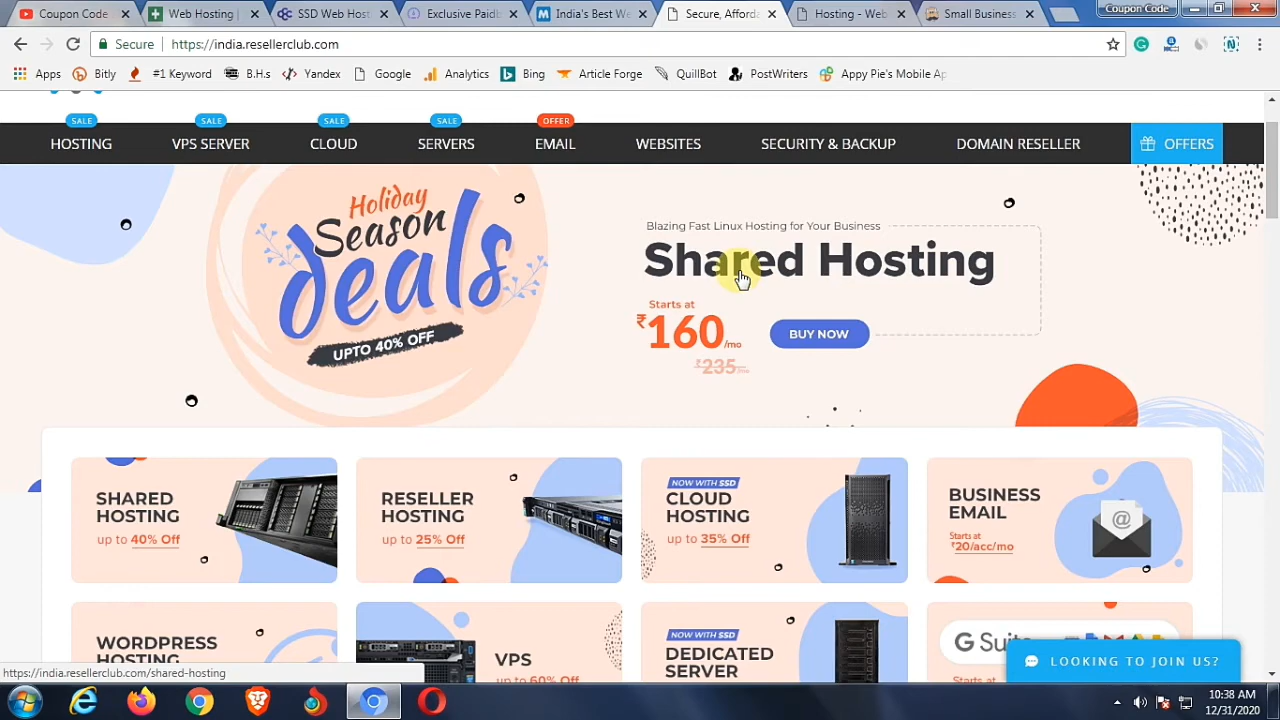 Coupon Code
Web Hosting |
SSD Web Host
Exclusive Paid
India's Best W
Secure, Afforda
Hosting - Web
Small Business
Coupon Code
Secure
https://india.resellerclub.com
Apps
Bitly
#1 Keyword
B.H.s
Yandex
Google
Analytics
Bing
Article Forge
QuillBot
PostWriters
Appy Pie's Mobile Ap
SALE
SALE
SALE
SALE
OFFER
HOSTING
VPS SERVER
CLOUD
SERVERS
EMAIL
WEBSITES
SECURITY & BACKUP
DOMAIN RESELLER
OFFERS
Holiday
Season
deals
UPTO 40% OFF
Blazing Fast Linux Hosting for Your Business
Shared Hosting
Starts at
₹160/mo
BUY NOW
₹235/mo
SHARED
HOSTING
up to 40% Off
RESELLER
HOSTING
up to 25% Off
NOW WITH SSD
CLOUD
HOSTING
up to 35% Off
BUSINESS
EMAIL
Starts at
₹20/acc/mo
WORDPRESS
HOSTING
VPS
up to 60% Off
NOW WITH SSD
DEDICATED
SERVER
G Suite
Starts at
LOOKING TO JOIN US?
https://india.resellerclub.com/shared-hosting
10:38 AM
12/31/2020